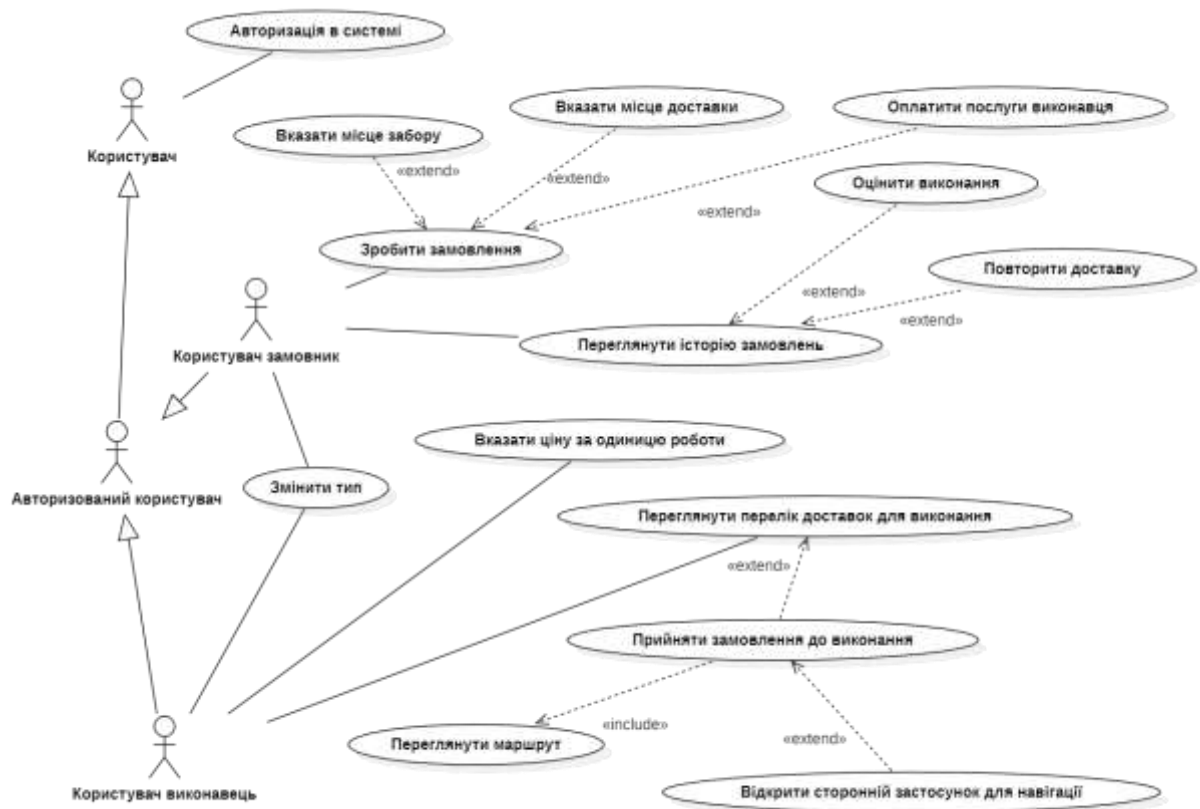 Авторизація в системі
Вказати місце доставки
Оплатити послуги виконавця
Вказати місце забору
Користувач
«extend»
«extend»
Оцінити виконання
«extend»
Зробити замовлення
Повторити доставку
«extend»
«extend»
Переглянути історію замовлень
Користувач замовник
Вказати ціну за одиницю роботи
Змінити тип
Авторизований користувач
Переглянути перелік доставок для виконання
«extend»
Прийняти замовлення до виконання
«include»
«extend»
Переглянути маршрут
Користувач виконавець
Відкрити сторонній застосунок для навігації